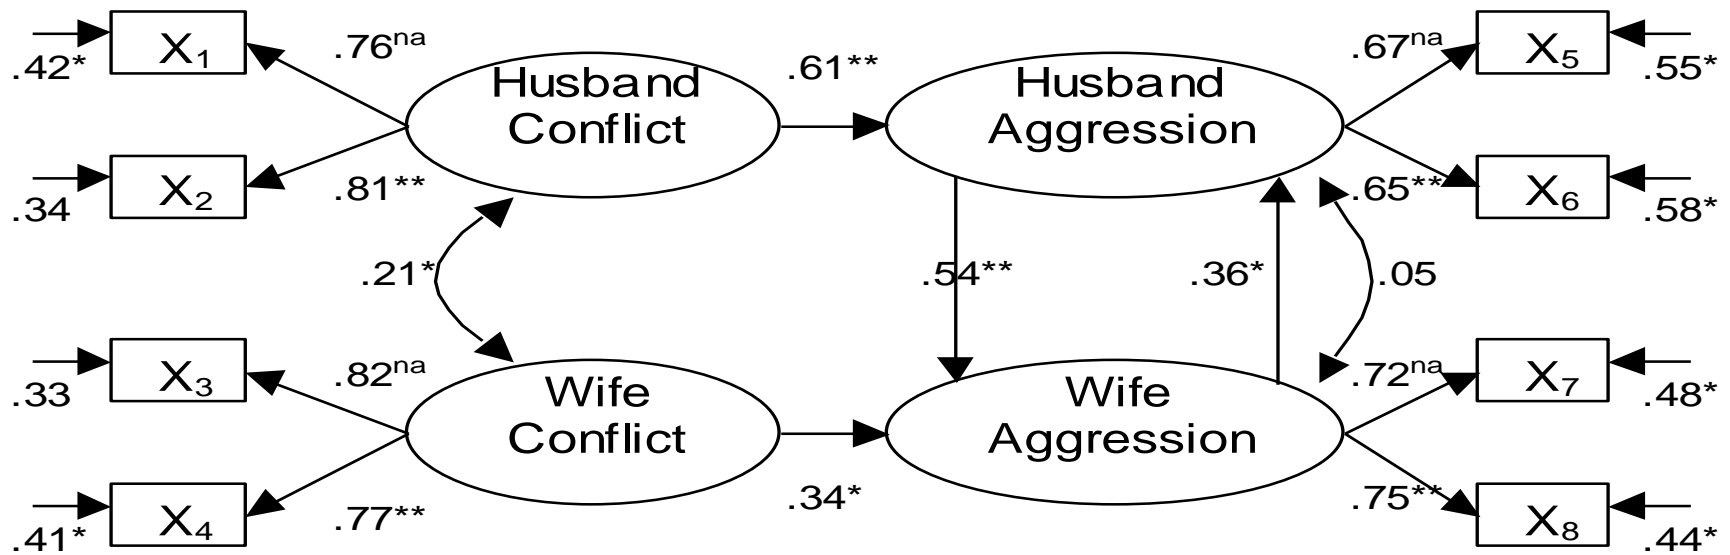 X1
.42*
.76na
Husband
Conflict
.61**
Husband
Aggression
.67na
X5
.55*
X2
.34
.81**
.65**
X6
.58*
.21*
.54**
.36*
.05
X3
.33
.82na
Wife
Conflict
Wife
Aggression
.72na
X7
.48*
X4
.41*
.77**
.34*
.75**
X8
.44*